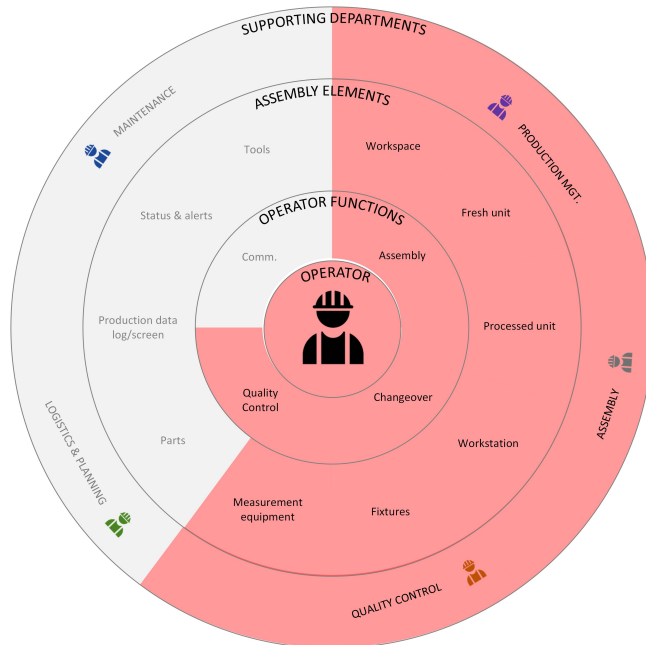 SUPPORTING DEPARTMENTS
MAINTENANCE
PRODUCTION MGT.
ASSEMBLY ELEMENTS
Tools
Workspace
Status & alerts
Fresh unit
OPERATOR FUNCTIONS
Comm.
Assembly
OPERATOR
Production data
log/screen
Processed unit
Quality
Control
Changeover
LOGISTICS & PLANNING
ASSEMBLY
Parts
Workstation
Measurement
equipment
Fixtures
QUALITY CONTROL